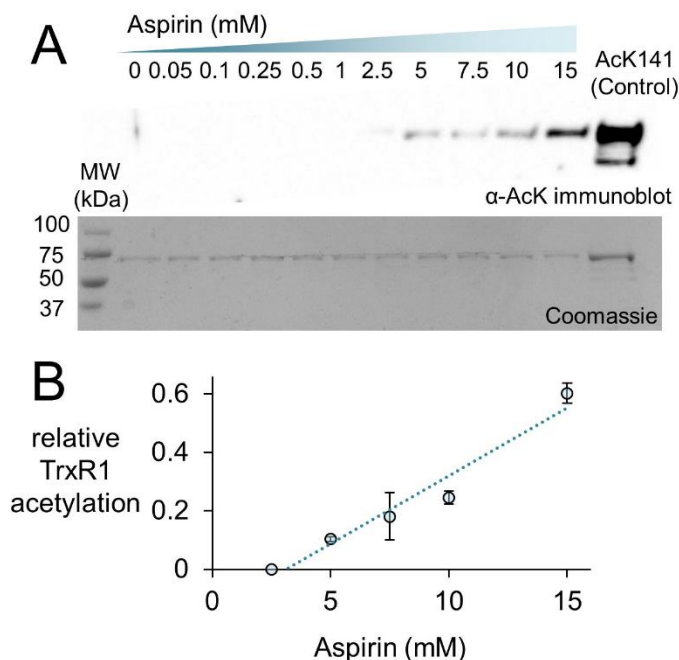 A
Aspirin (mM)
0 0.05 0.1 0.25 0.5 1 2.5 5 7.5 10 15
AcK141
(Control)
MW
(kDa)
α-AcK immunoblot
100
75
50
37
Coomassie
B
relative
TrxR1
acetylation
0.6
0.4
0.2
0
0 5 10 15
Aspirin (mM)